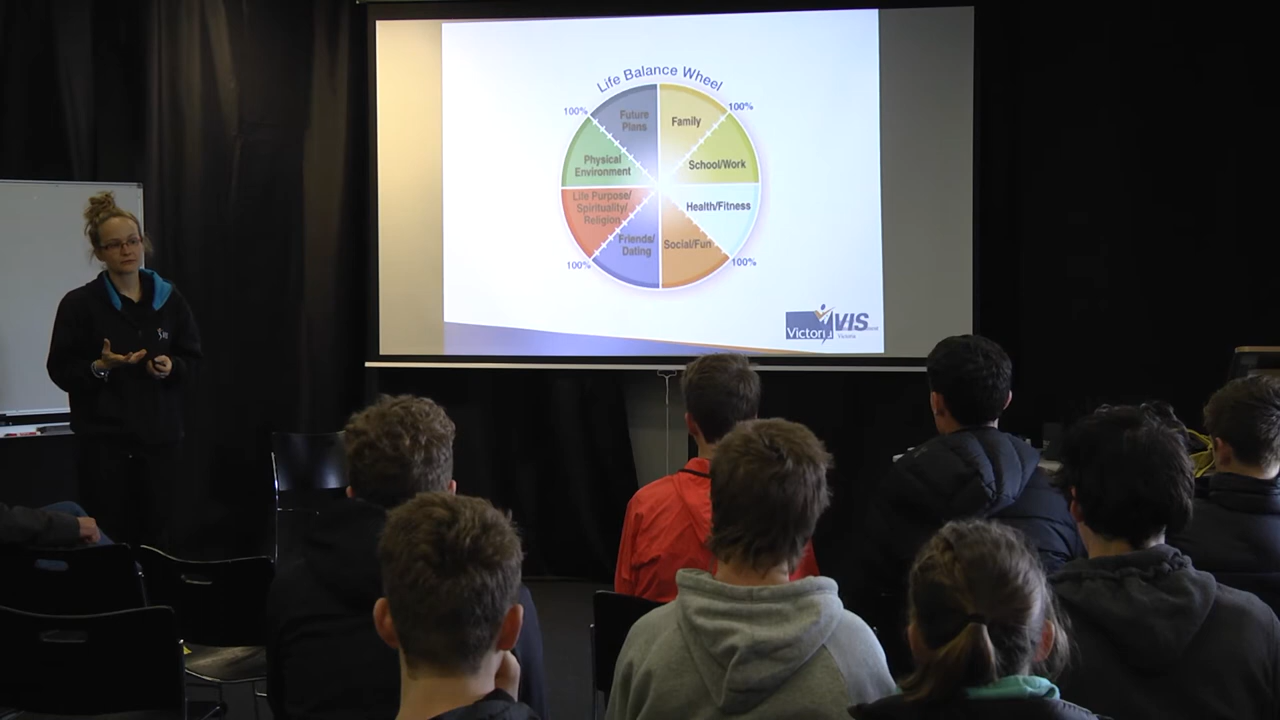 Life Balance Wheel
100%
100%
Future
Plans
Family
Physical
Environment
School/Work
Life Purpose/
Spirituality/
Religion
Health/Fitness
Friends/
Dating
Social/Fun
100%
100%
Victoria
VIS
Victoria